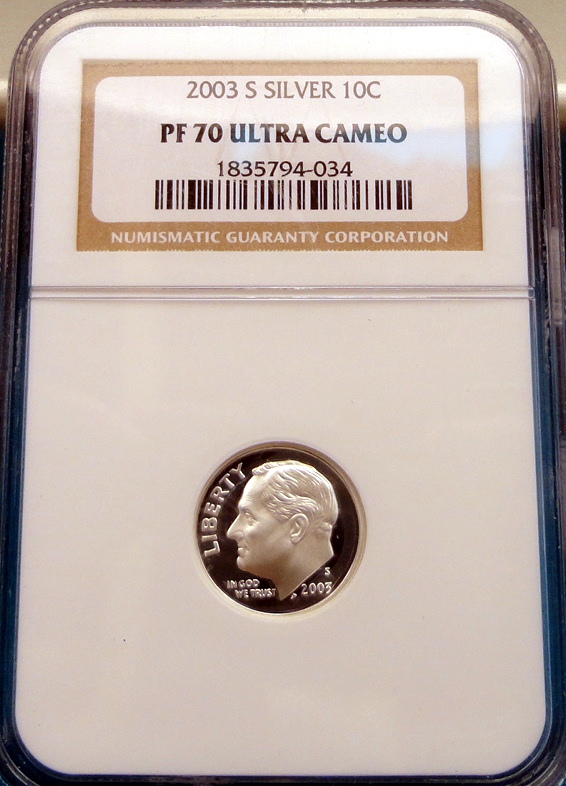 2003 S SILVER 10C
PF 70 ULTRA CAMEO
1835794-034
NUMISMATIC GUARANTY CORPORATION
LIBERTY
IN GOD
WE TRUST
S
2003